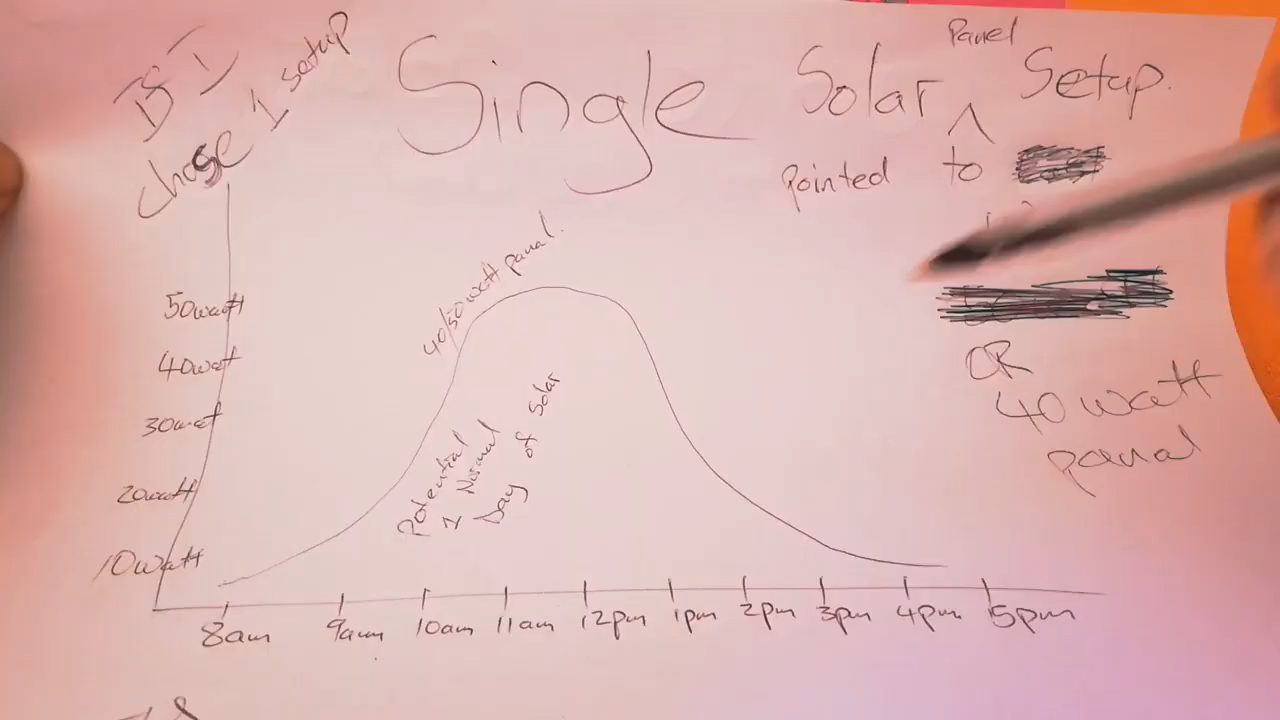 chose 1 setup
Single Solar Panel Setup.
Pointed to
OR
40 watt
panal
40/50 watt panal.
Potential
1 Normal
Day of Solar
50watt
40watt
30watt
20watt
10watt
8am 9am 10am 11am 12pm 1pm 2pm 3pm 4pm 5pm